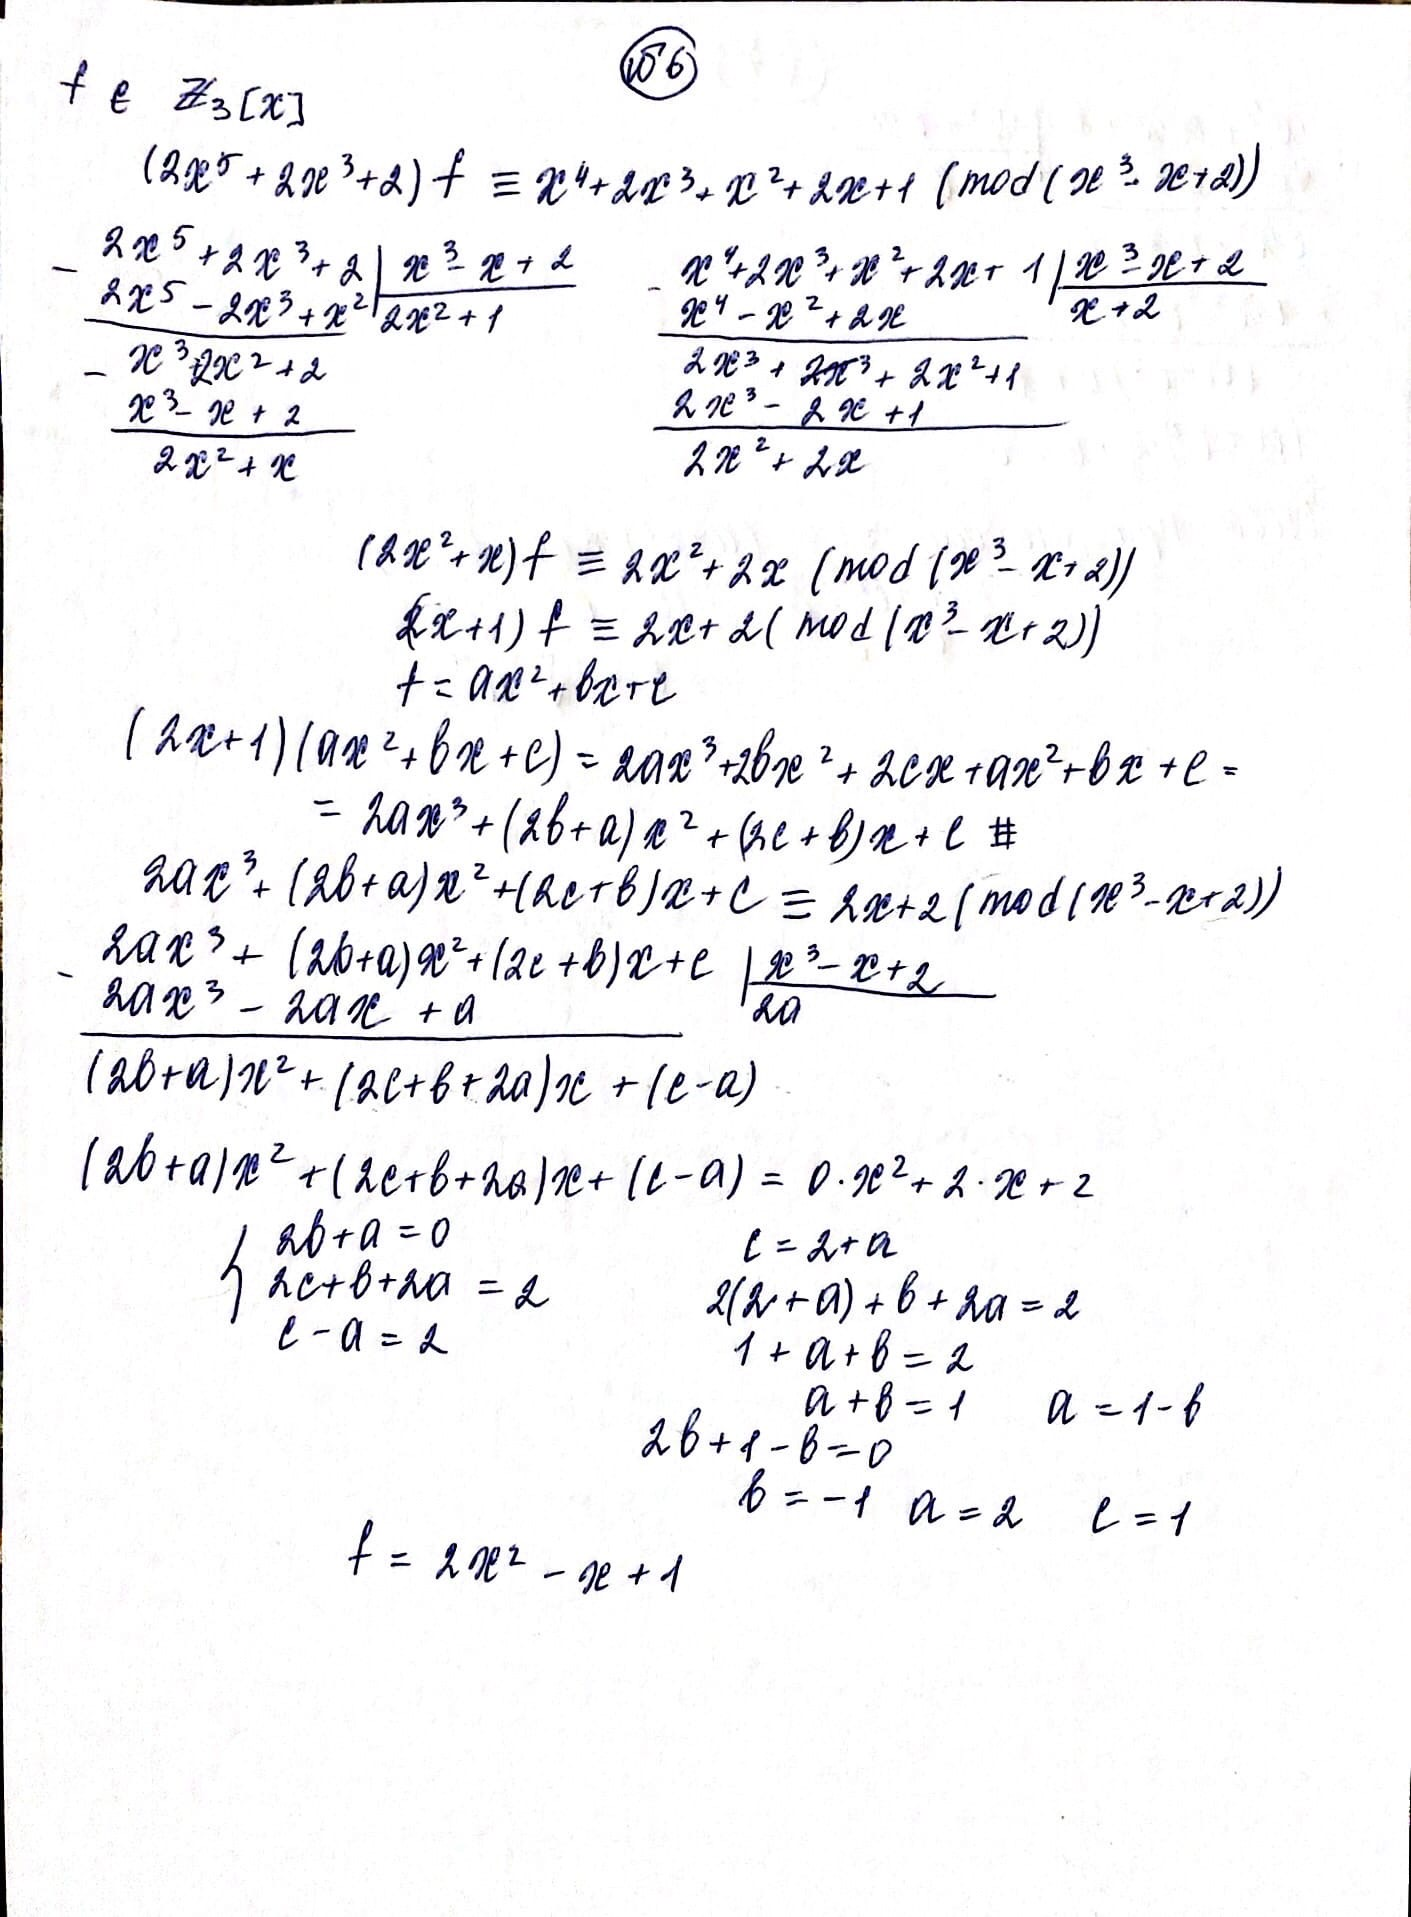 №6
f ∈ ℤ₃[x]
(2x⁵ + 2x³ + 2) f ≡ x⁴ + 2x³ + x² + 2x + 1 (mod (x³ - x + 2))
- 2x⁵ + 2x³ + 2 | x³ - x + 2
2x⁵ - 2x³ + x² | 2x² + 1
- x³ + 2x² + 2
x³ - x + 2
2x² + x
- x⁴ + 2x³ + x² + 2x + 1 | x³ - x + 2
x⁴ - x² + 2x | x + 2
2x³ + 2x² + 1
2x³ - 2x + 1
2x² + 2x
(2x² + x) f ≡ 2x² + 2x (mod (x³ - x + 2))
(2x + 1) f ≡ 2x + 2 (mod (x³ - x + 2))
f = ax² + bx + c
(2x + 1)(ax² + bx + c) = 2ax³ + 2bx² + 2cx + ax² + bx + c =
= 2ax³ + (2b + a)x² + (2c + b)x + c #
2ax³ + (2b + a)x² + (2c + b)x + c ≡ 2x + 2 (mod (x³ - x + 2))
- 2ax³ + (2b + a)x² + (2c + b)x + c | x³ - x + 2
2ax³ - 2ax + a | 2a
(2b + a)x² + (2c + b + 2a)x + (c - a)
(2b + a)x² + (2c + b + 2a)x + (c - a) = 0 · x² + 2 · x + 2
{ 2b + a = 0
2c + b + 2a = 2
c - a = 2
c = 2 + a
2(2 + a) + b + 2a = 2
1 + a + b = 2
a + b = 1 a = 1 - b
2b + 1 - b = 0
b = -1 a = 2 c = 1
f = 2x² - x + 1